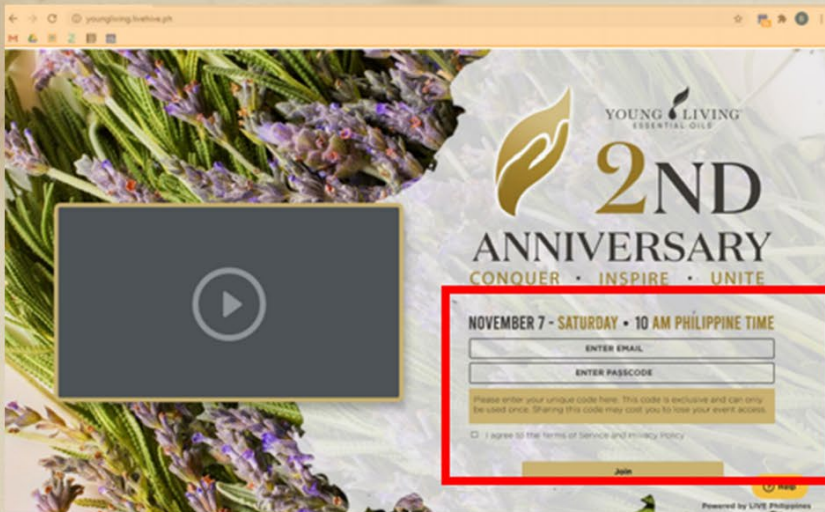 youngliving.livehive.ph
YOUNG LIVING
ESSENTIAL OILS
2ND
ANNIVERSARY
CONQUER • INSPIRE • UNITE
NOVEMBER 7 - SATURDAY • 10 AM PHILIPPINE TIME
ENTER EMAIL
ENTER PASSCODE
Please enter your unique code here. This code is exclusive and can only
be used once. Sharing this code may cost you to lose your event access.
I agree to the Terms of Service and Privacy Policy
Join
Help
Powered by LIVE Philippines